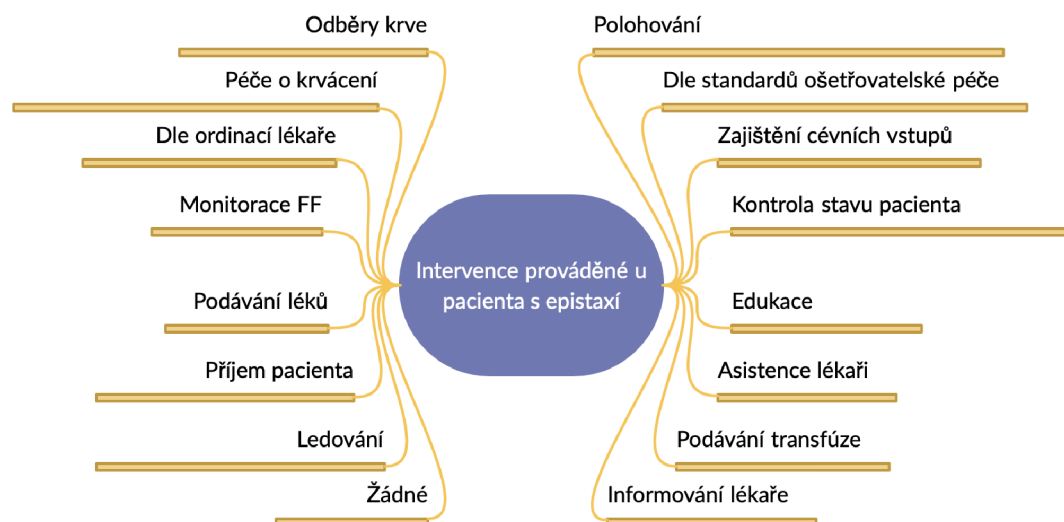 Odběry krve
Péče o krvácení
Dle ordinací lékaře
Monitorace FF
Podávání léků
Příjem pacienta
Ledování
Žádné
Intervence prováděné u
pacienta s epistaxí
Polohování
Dle standardů ošetřovatelské péče
Zajištění cévních vstupů
Kontrola stavu pacienta
Edukace
Asistence lékaři
Podávání transfúze
Informování lékaře